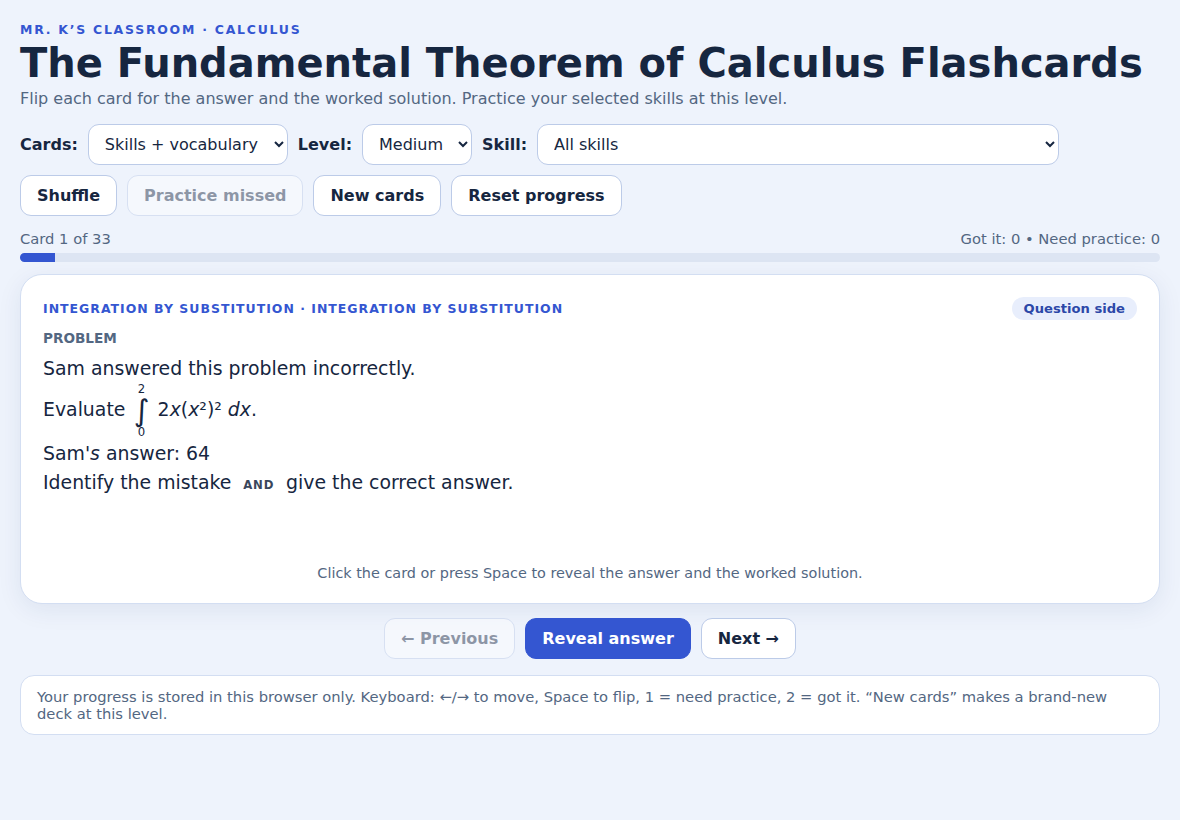 MR. K’S CLASSROOM · CALCULUS
The Fundamental Theorem of Calculus Flashcards
Flip each card for the answer and the worked solution. Practice your selected skills at this level.
Cards: Skills + vocabulary Level: Medium Skill: All skills
Shuffle Practice missed New cards Reset progress
Card 1 of 33 Got it: 0 • Need practice: 0
INTEGRATION BY SUBSTITUTION · INTEGRATION BY SUBSTITUTION Question side
PROBLEM
Sam answered this problem incorrectly.
Evaluate ∫₀² 2x(x²)² dx.
Sam's answer: 64
Identify the mistake AND give the correct answer.
Click the card or press Space to reveal the answer and the worked solution.
← Previous Reveal answer Next →
Your progress is stored in this browser only. Keyboard: ←/→ to move, Space to flip, 1 = need practice, 2 = got it. “New cards” makes a brand-new
deck at this level.